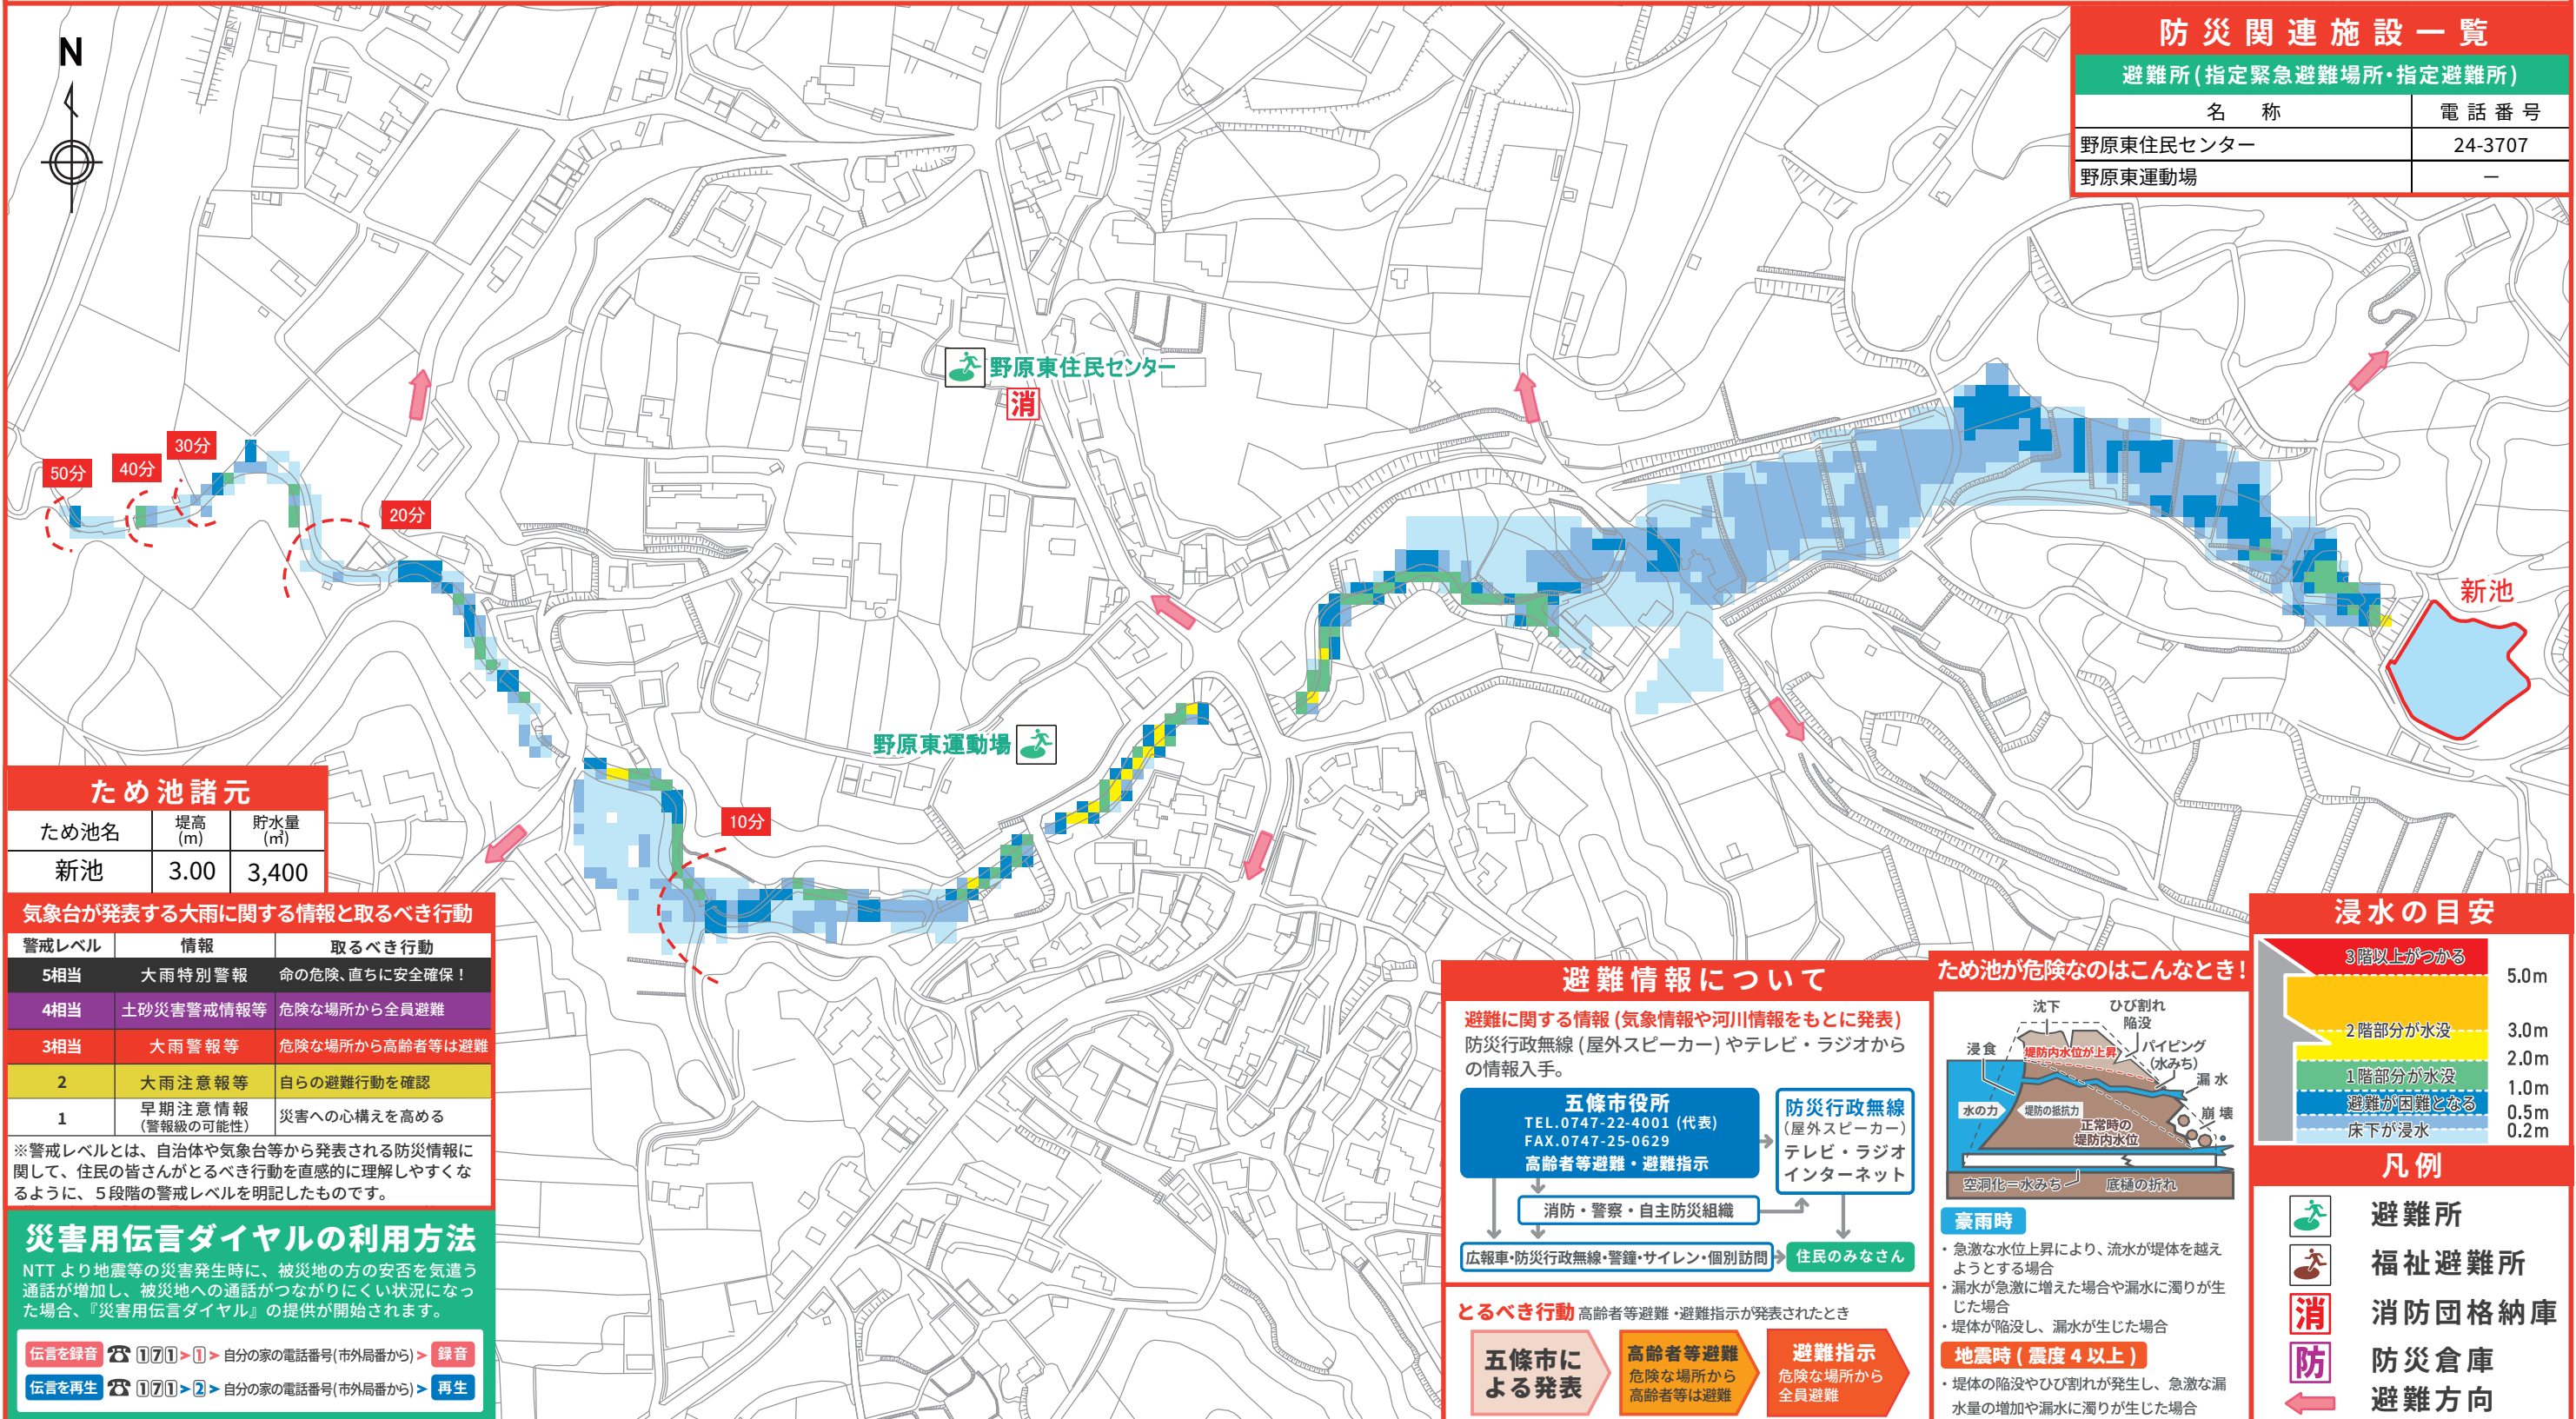 N
防災関連施設一覧
避難所(指定緊急避難場所・指定避難所)
名　称　電話番号
野原東住民センター　24-3707
野原東運動場　－
野原東住民センター
消
30分
40分
50分
20分
新池
野原東運動場
10分
ため池諸元
ため池名　堤高(m)　貯水量(㎥)
新池　3.00　3,400
気象台が発表する大雨に関する情報と取るべき行動
警戒レベル　情報　取るべき行動
5相当　大雨特別警報　命の危険、直ちに安全確保！
4相当　土砂災害警戒情報等　危険な場所から全員避難
3相当　大雨警報等　危険な場所から高齢者等は避難
2　大雨注意報等　自らの避難行動を確認
1　早期注意情報(警報級の可能性)　災害への心構えを高める
※警戒レベルとは、自治体や気象台等から発表される防災情報に
関して、住民の皆さんがとるべき行動を直感的に理解しやすくな
るように、５段階の警戒レベルを明記したものです。
災害用伝言ダイヤルの利用方法
NTT より地震等の災害発生時に、被災地の方の安否を気遣う
通話が増加し、被災地への通話がつながりにくい状況になっ
た場合、『災害用伝言ダイヤル』の提供が開始されます。
伝言を録音 ☎ 171 > 1 > 自分の家の電話番号(市外局番から) > 録音
伝言を再生 ☎ 171 > 2 > 自分の家の電話番号(市外局番から) > 再生
避難情報について
避難に関する情報 (気象情報や河川情報をもとに発表)
防災行政無線 (屋外スピーカー) やテレビ・ラジオから
の情報入手。
五條市役所
TEL.0747-22-4001 (代表)
FAX.0747-25-0629
高齢者等避難・避難指示
防災行政無線
(屋外スピーカー)
テレビ・ラジオ
インターネット
消防・警察・自主防災組織
広報車・防災行政無線・警鐘・サイレン・個別訪問
住民のみなさん
とるべき行動 高齢者等避難・避難指示が発表されたとき
五條市に
よる発表
高齢者等避難
危険な場所から
高齢者等は避難
避難指示
危険な場所から
全員避難
ため池が危険なのはこんなとき！
沈下
ひび割れ
陥没
浸食
堤防内水位が上昇
パイピング
(水みち)
漏水
水の力
堤防の抵抗力
崩壊
正常時の
堤防内水位
空洞化＝水みち
底樋の折れ
豪雨時
・急激な水位上昇により、流水が堤体を越え
ようとする場合
・漏水が急激に増えた場合や漏水に濁りが生
じた場合
・堤体が陥没し、漏水が生じた場合
地震時 ( 震度 4 以上 )
・堤体の陥没やひび割れが発生し、急激な漏
水量の増加や漏水に濁りが生じた場合
浸水の目安
3階以上がつかる
5.0m
2階部分が水没
3.0m
2.0m
1階部分が水没
1.0m
避難が困難となる
0.5m
床下が浸水
0.2m
凡例
避難所
福祉避難所
消　消防団格納庫
防　防災倉庫
避難方向